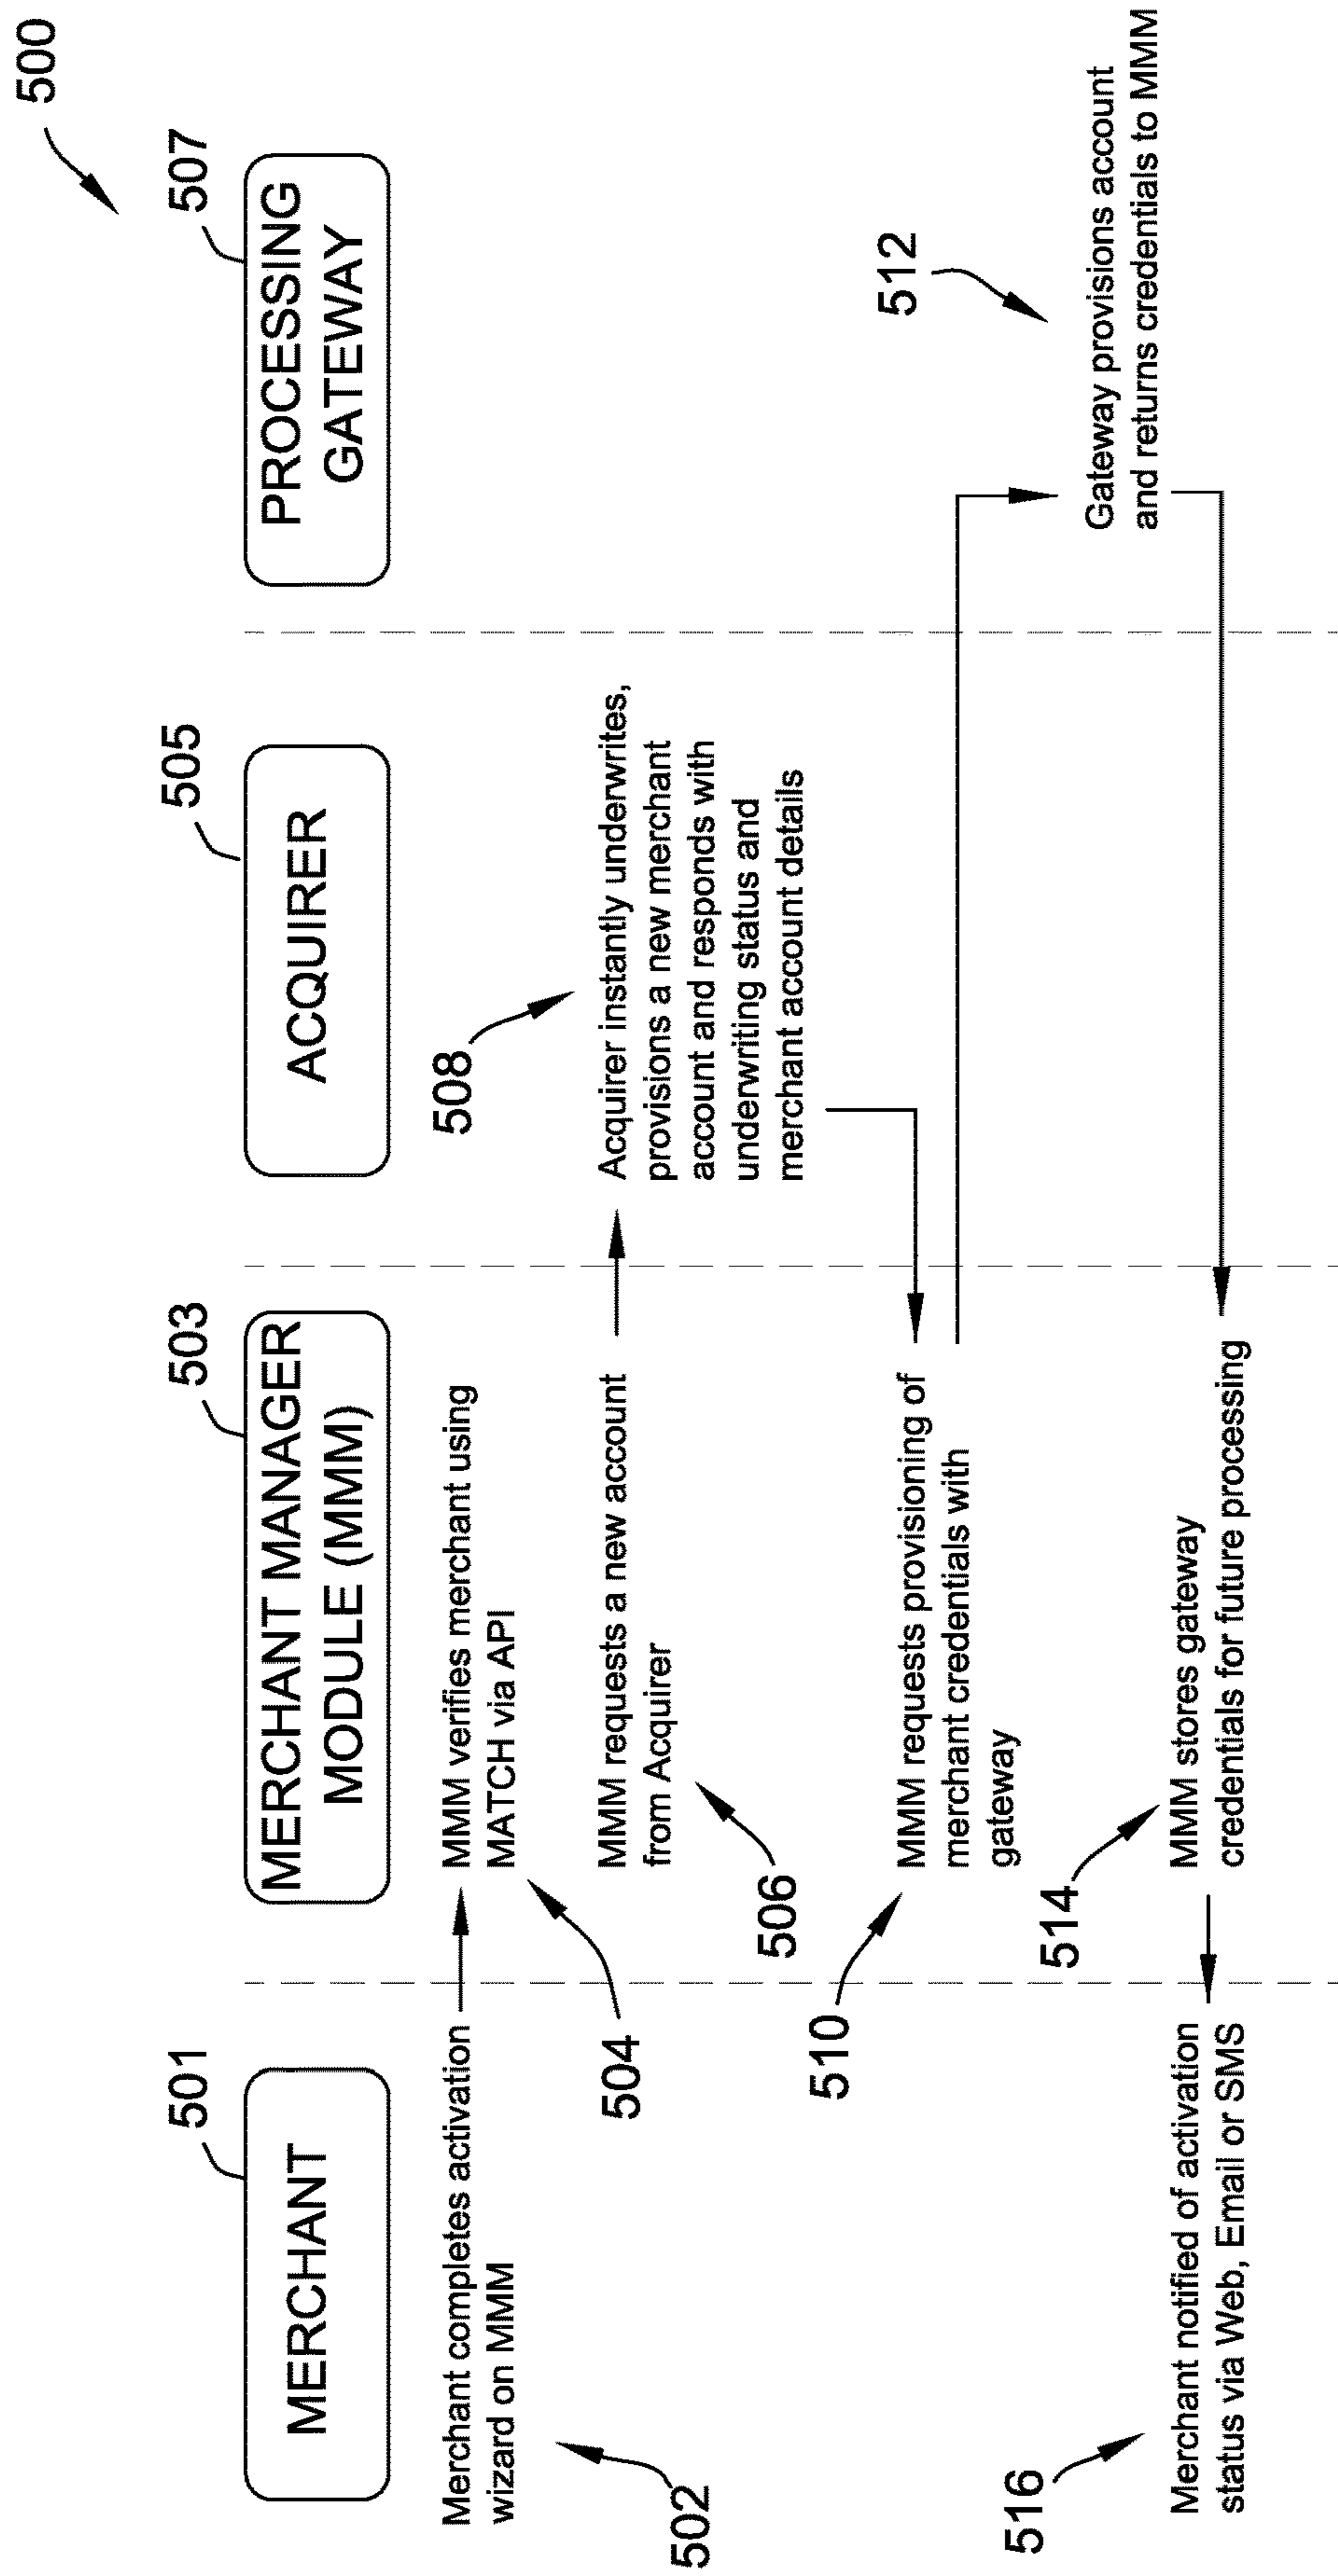 500
501
MERCHANT
503
MERCHANT MANAGER
MODULE (MMM)
505
ACQUIRER
507
PROCESSING
GATEWAY
Merchant completes activation
wizard on MMM
502
MMM verifies merchant using
MATCH via API
504
MMM requests a new account
from Acquirer
506
508
Acquirer instantly underwrites,
provisions a new merchant
account and responds with
underwriting status and
merchant account details
510
MMM requests provisioning of
merchant credentials with
gateway
512
Gateway provisions account
and returns credentials to MMM
514
MMM stores gateway
credentials for future processing
516
Merchant notified of activation
status via Web, Email or SMS